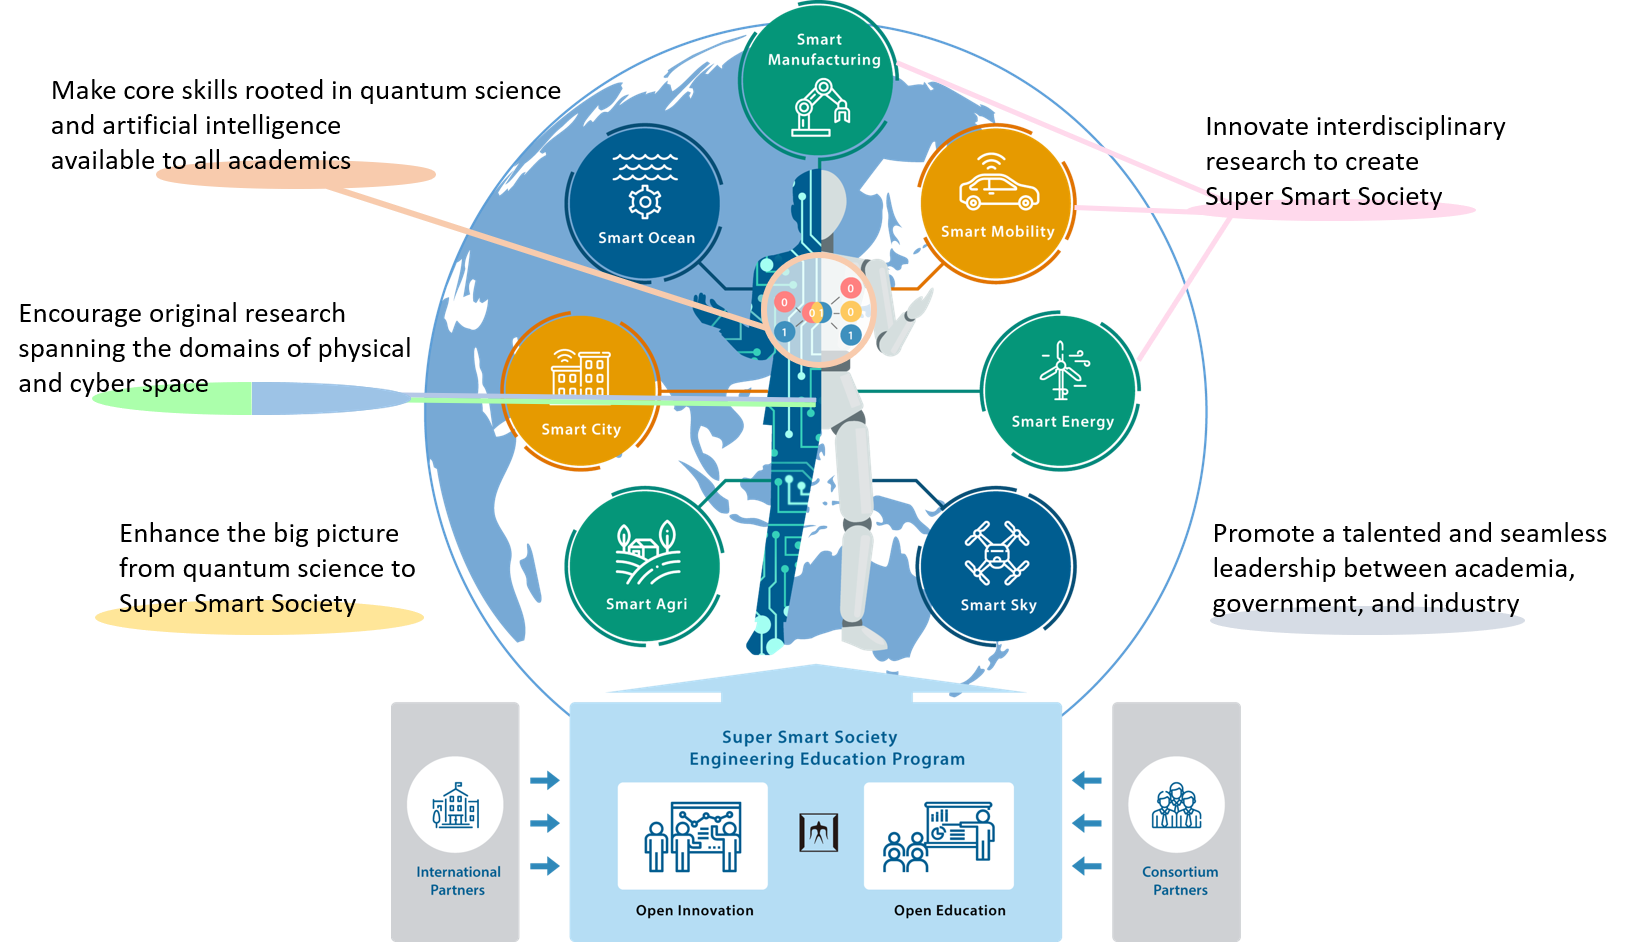 Smart
Manufacturing
Make core skills rooted in quantum science
and artificial intelligence
available to all academics
Innovate interdisciplinary
research to create
Super Smart Society
Smart Ocean
Smart Mobility
0
0
0 1
0
1
1
Encourage original research
spanning the domains of physical
and cyber space
Smart City
Smart Energy
Enhance the big picture
from quantum science to
Super Smart Society
Promote a talented and seamless
leadership between academia,
government, and industry
Smart Agri
Smart Sky
Super Smart Society
Engineering Education Program
International
Partners
Consortium
Partners
Open Innovation
Open Education